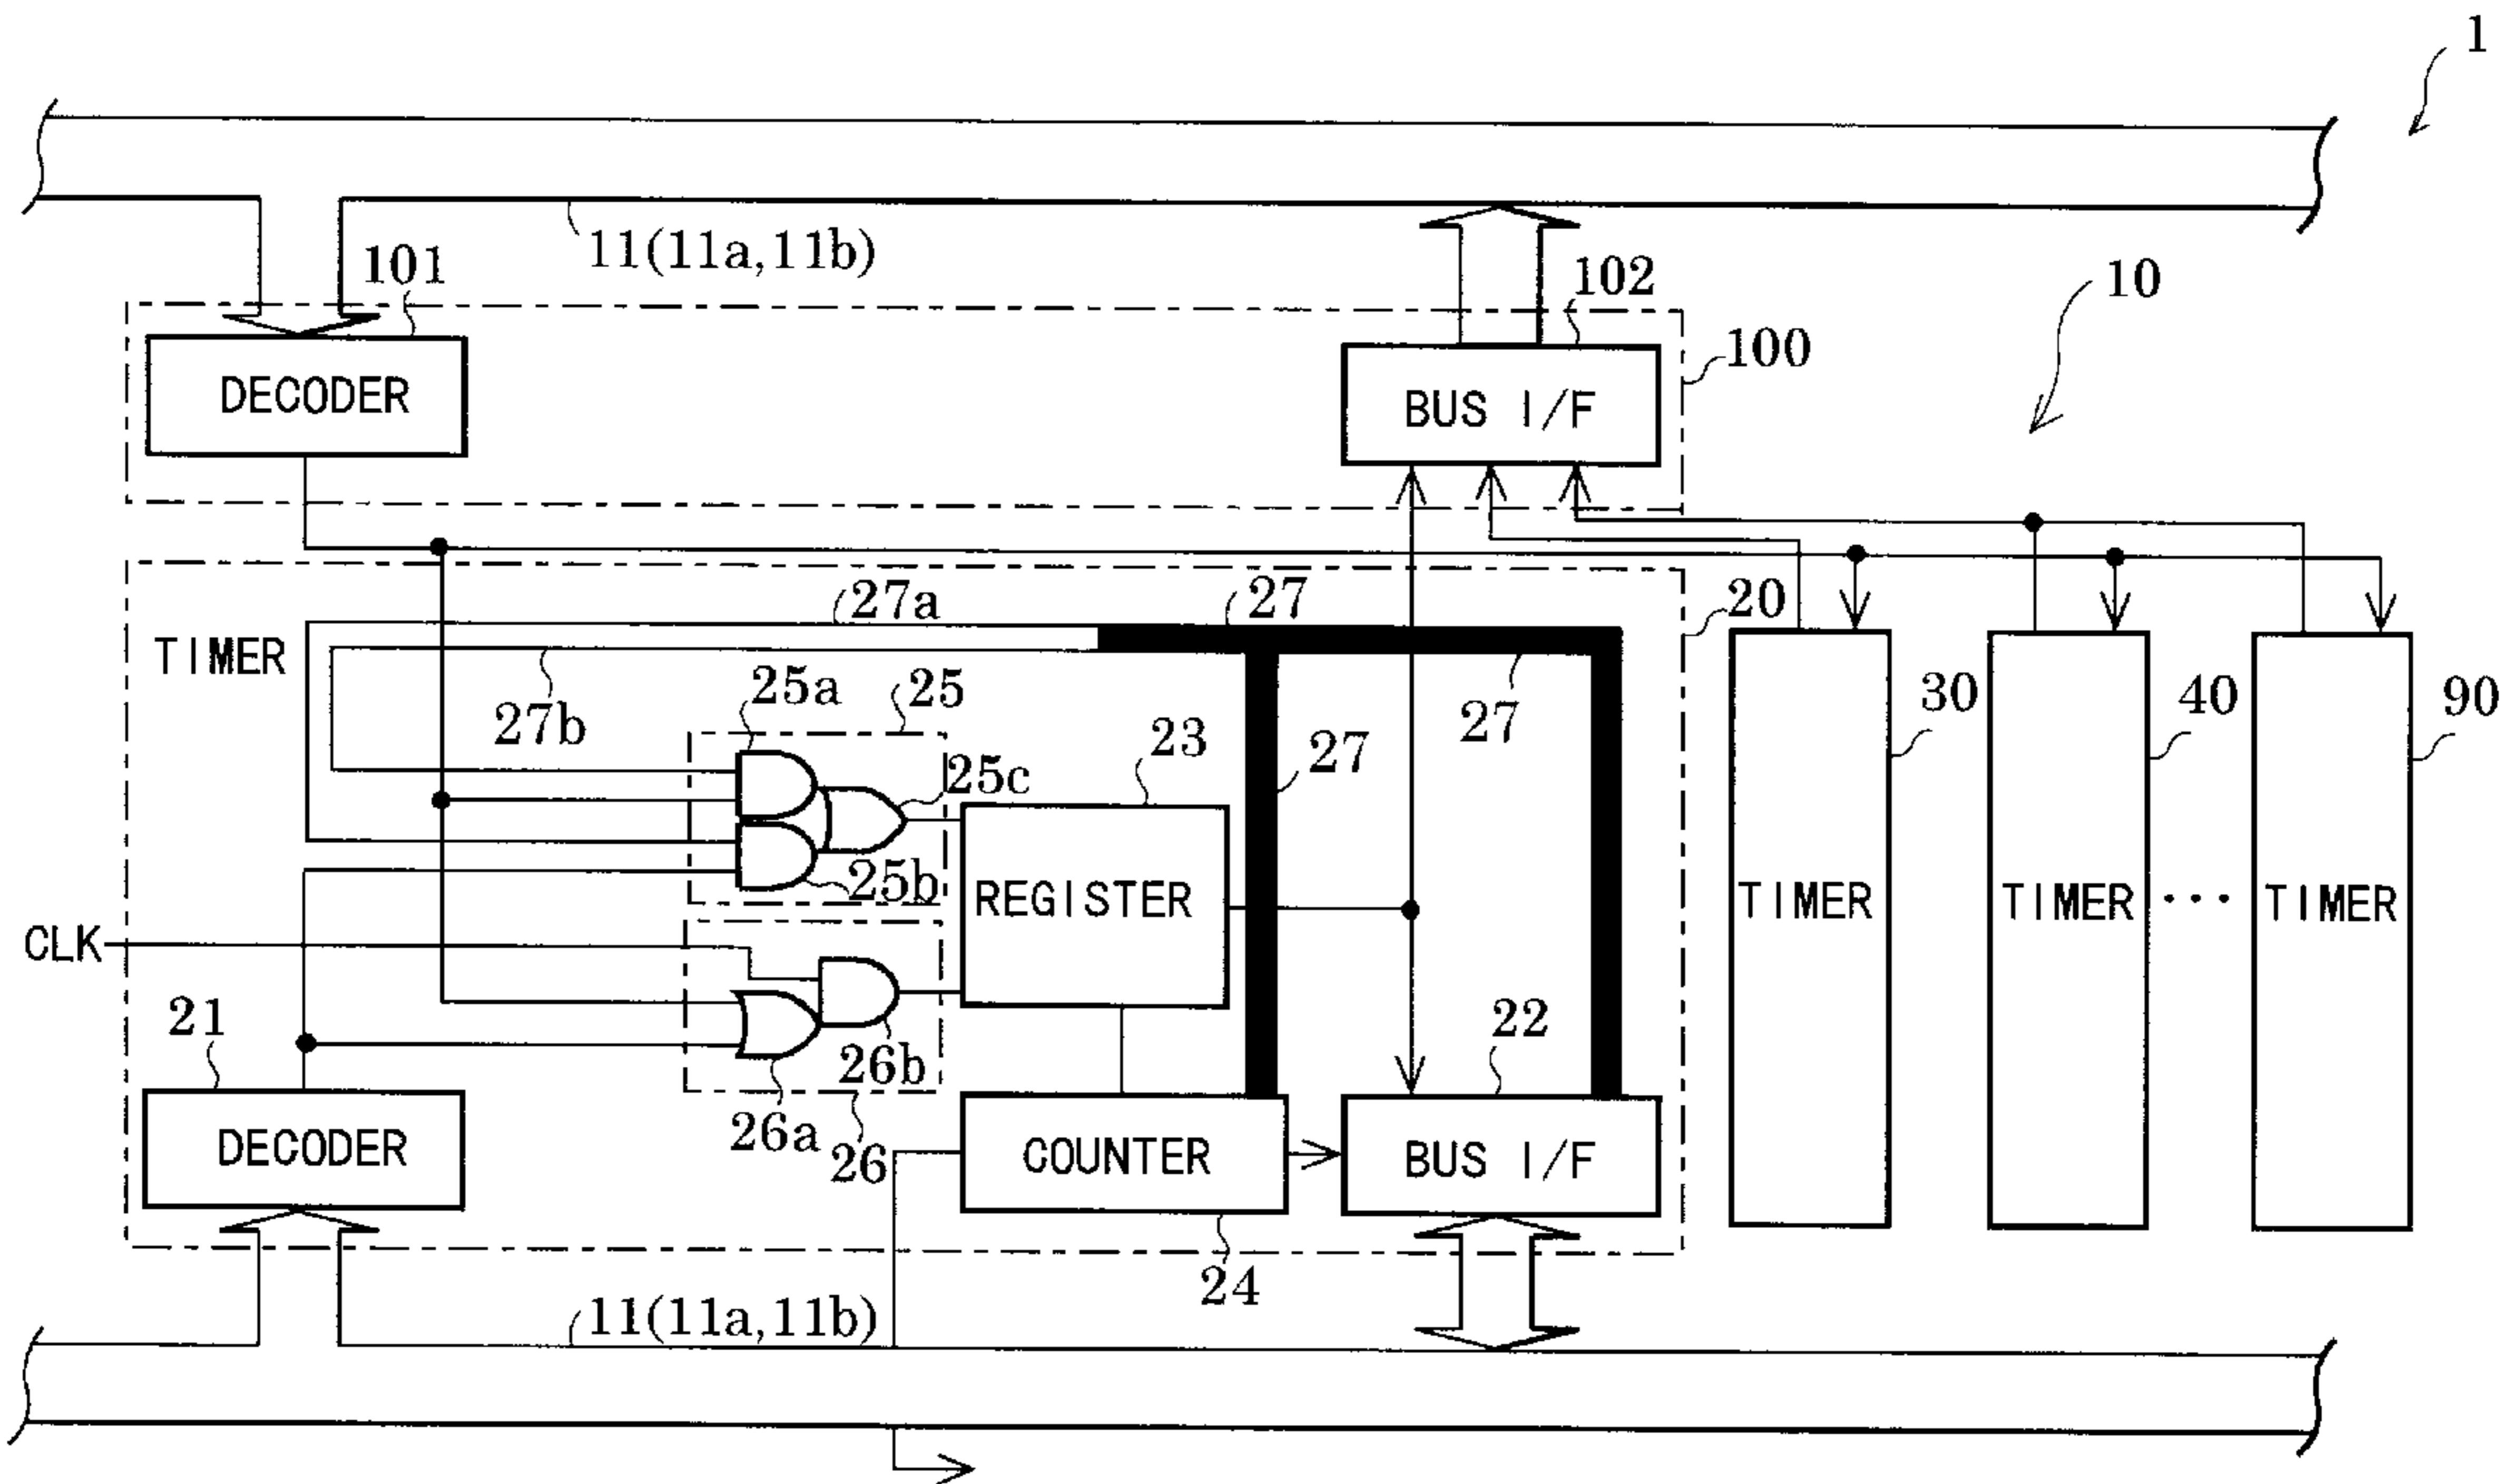 1
11(11a,11b)
101
102
10
100
DECODER
BUS I/F
27a
27
20
TIMER
25a
25
27b
23
27
27
30
40
90
25c
25b
REGISTER
TIMER
TIMER
...
TIMER
CLK
21
22
26b
26a
26
DECODER
COUNTER
BUS I/F
24
11(11a,11b)